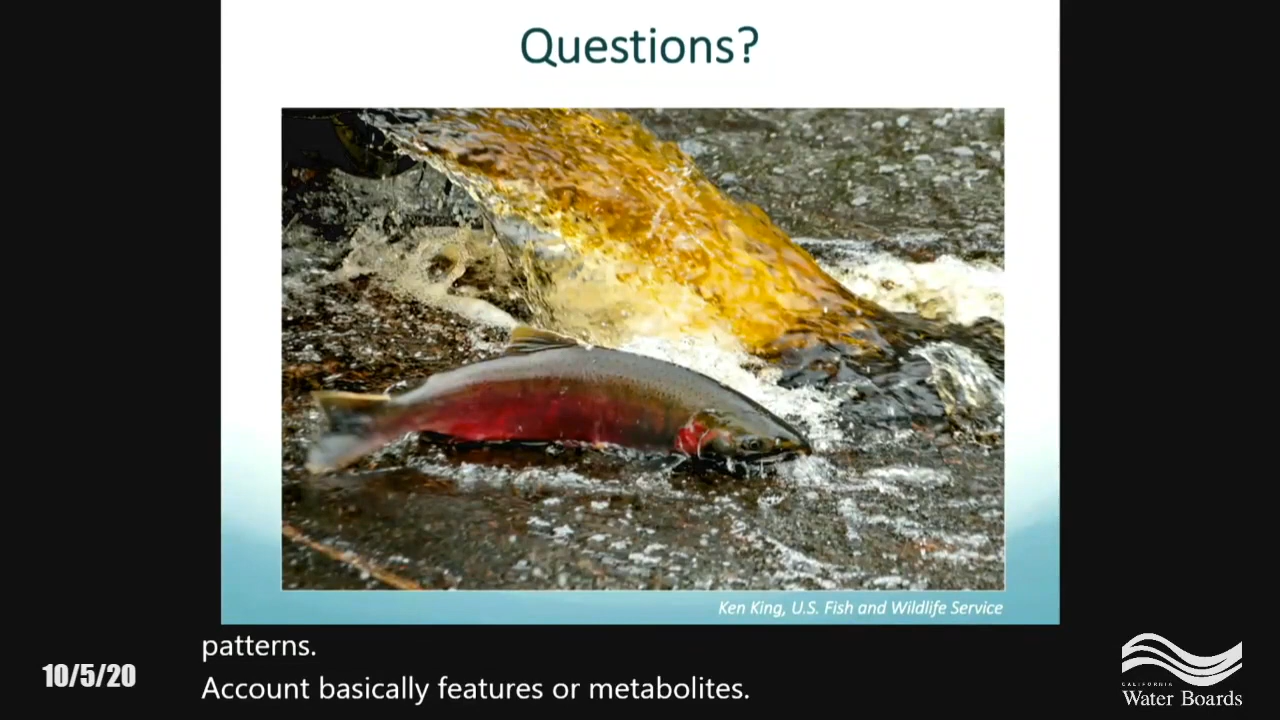 Questions?
Ken King, U.S. Fish and Wildlife Service
patterns.
Account basically features or metabolites.
10/5/20
CALIFORNIA
Water Boards